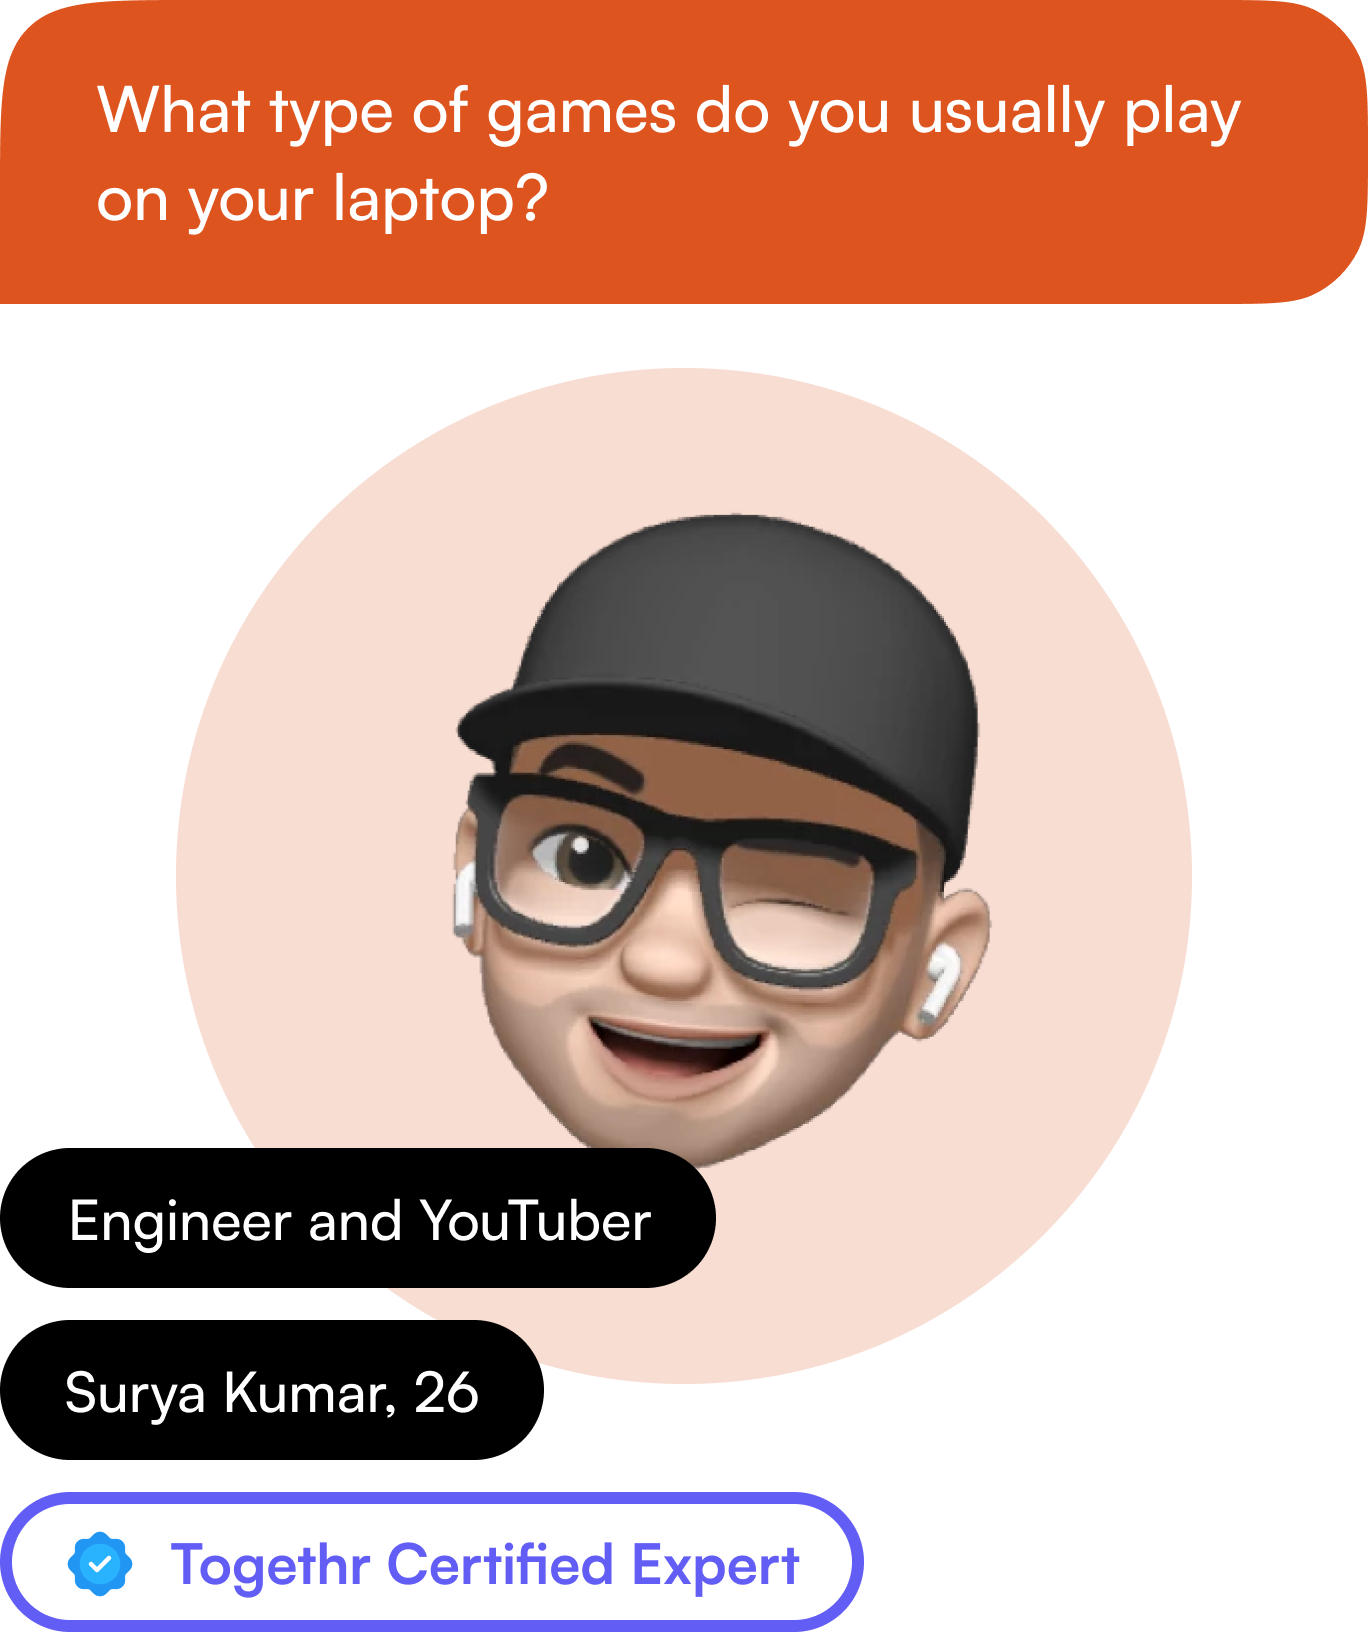 What type of games do you usually play
on your laptop?
Engineer and YouTuber
Surya Kumar, 26
Togethr Certified Expert